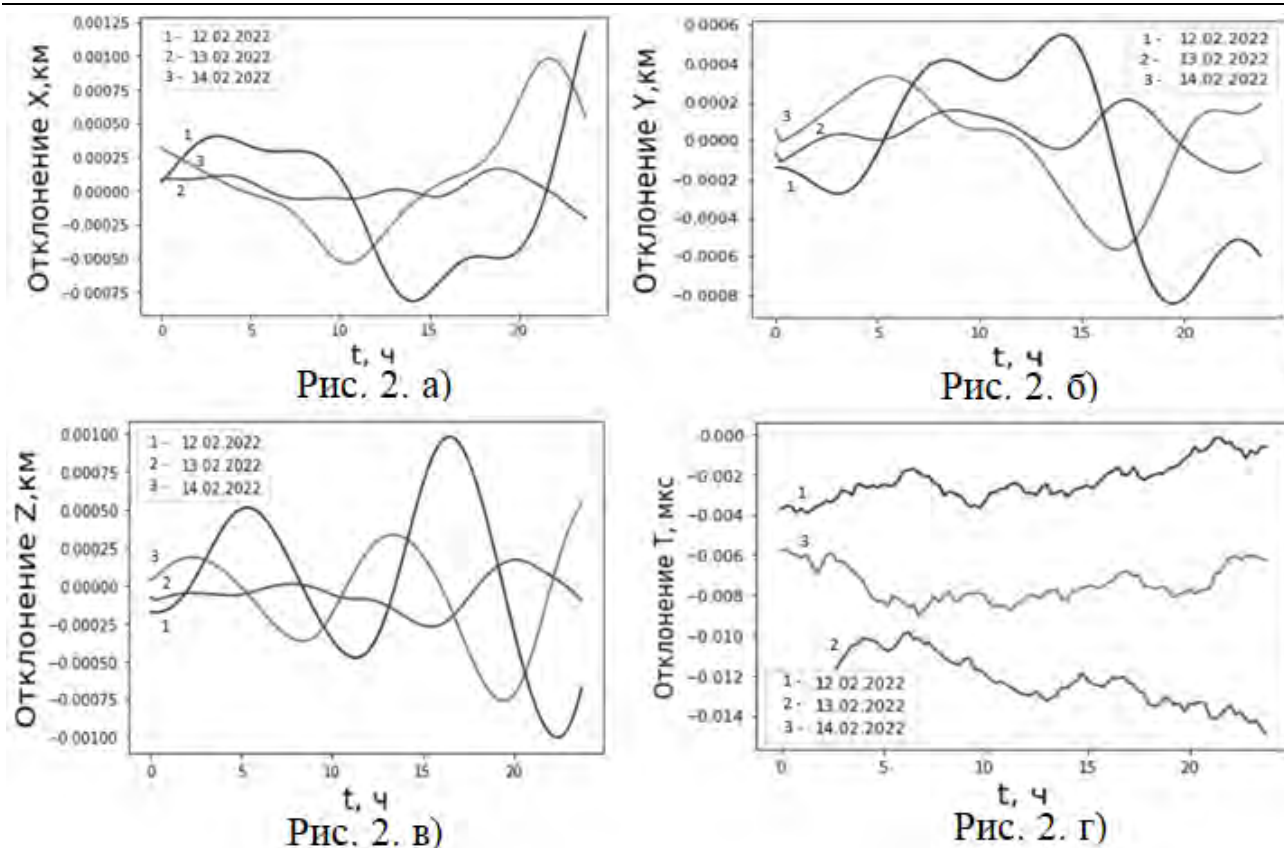 Отклонение X,км
0.00125
0.00100
0.00075
0.00050
0.00025
0.00000
−0.00025
−0.00050
−0.00075
1 – 12.02.2022
2 – 13.02.2022
3 – 14.02.2022
1
3
2
0 5 10 15 20
t, ч
Рис. 2. а)
Отклонение Y,км
0.0006
0.0004
0.0002
0.0000
−0.0002
−0.0004
−0.0006
−0.0008
1 - 12.02.2022
2 - 13.02.2022
3 - 14.02.2022
3
2
1
0 5 10 15 20
t, ч
Рис. 2. б)
Отклонение Z,км
0.00100
0.00075
0.00050
0.00025
0.00000
−0.00025
−0.00050
−0.00075
−0.00100
1 – 12.02.2022
2 – 13.02.2022
3 – 14.02.2022
3
2
1
0 5 10 15 20
t, ч
Рис. 2. в)
Отклонение T, мкс
-0.000
−0.002
−0.004
−0.006
−0.008
−0.010
−0.012
−0.014
1
3
2
1 - 12.02.2022
2 - 13.02.2022
3 - 14.02.2022
0 5 10 15 20
t, ч
Рис. 2. г)